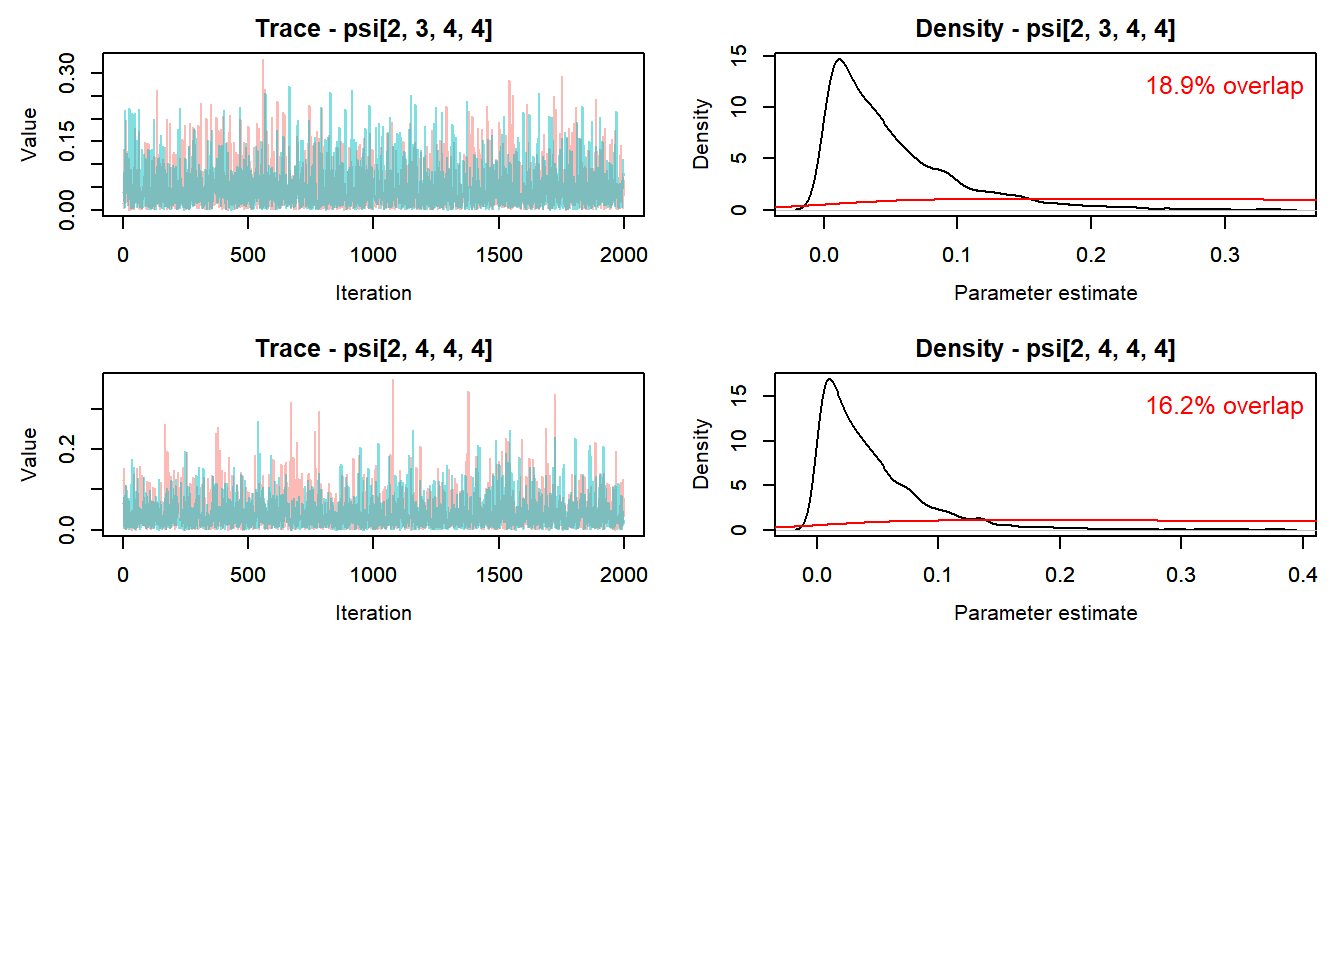 Trace - psi[2, 3, 4, 4]
Value
0.00 0.15 0.30
0 500 1000 1500 2000
Iteration
Density - psi[2, 3, 4, 4]
18.9% overlap
Density
0 5 10 15
0.0 0.1 0.2 0.3
Parameter estimate
Trace - psi[2, 4, 4, 4]
Value
0.0 0.2
0 500 1000 1500 2000
Iteration
Density - psi[2, 4, 4, 4]
16.2% overlap
Density
0 5 10 15
0.0 0.1 0.2 0.3 0.4
Parameter estimate